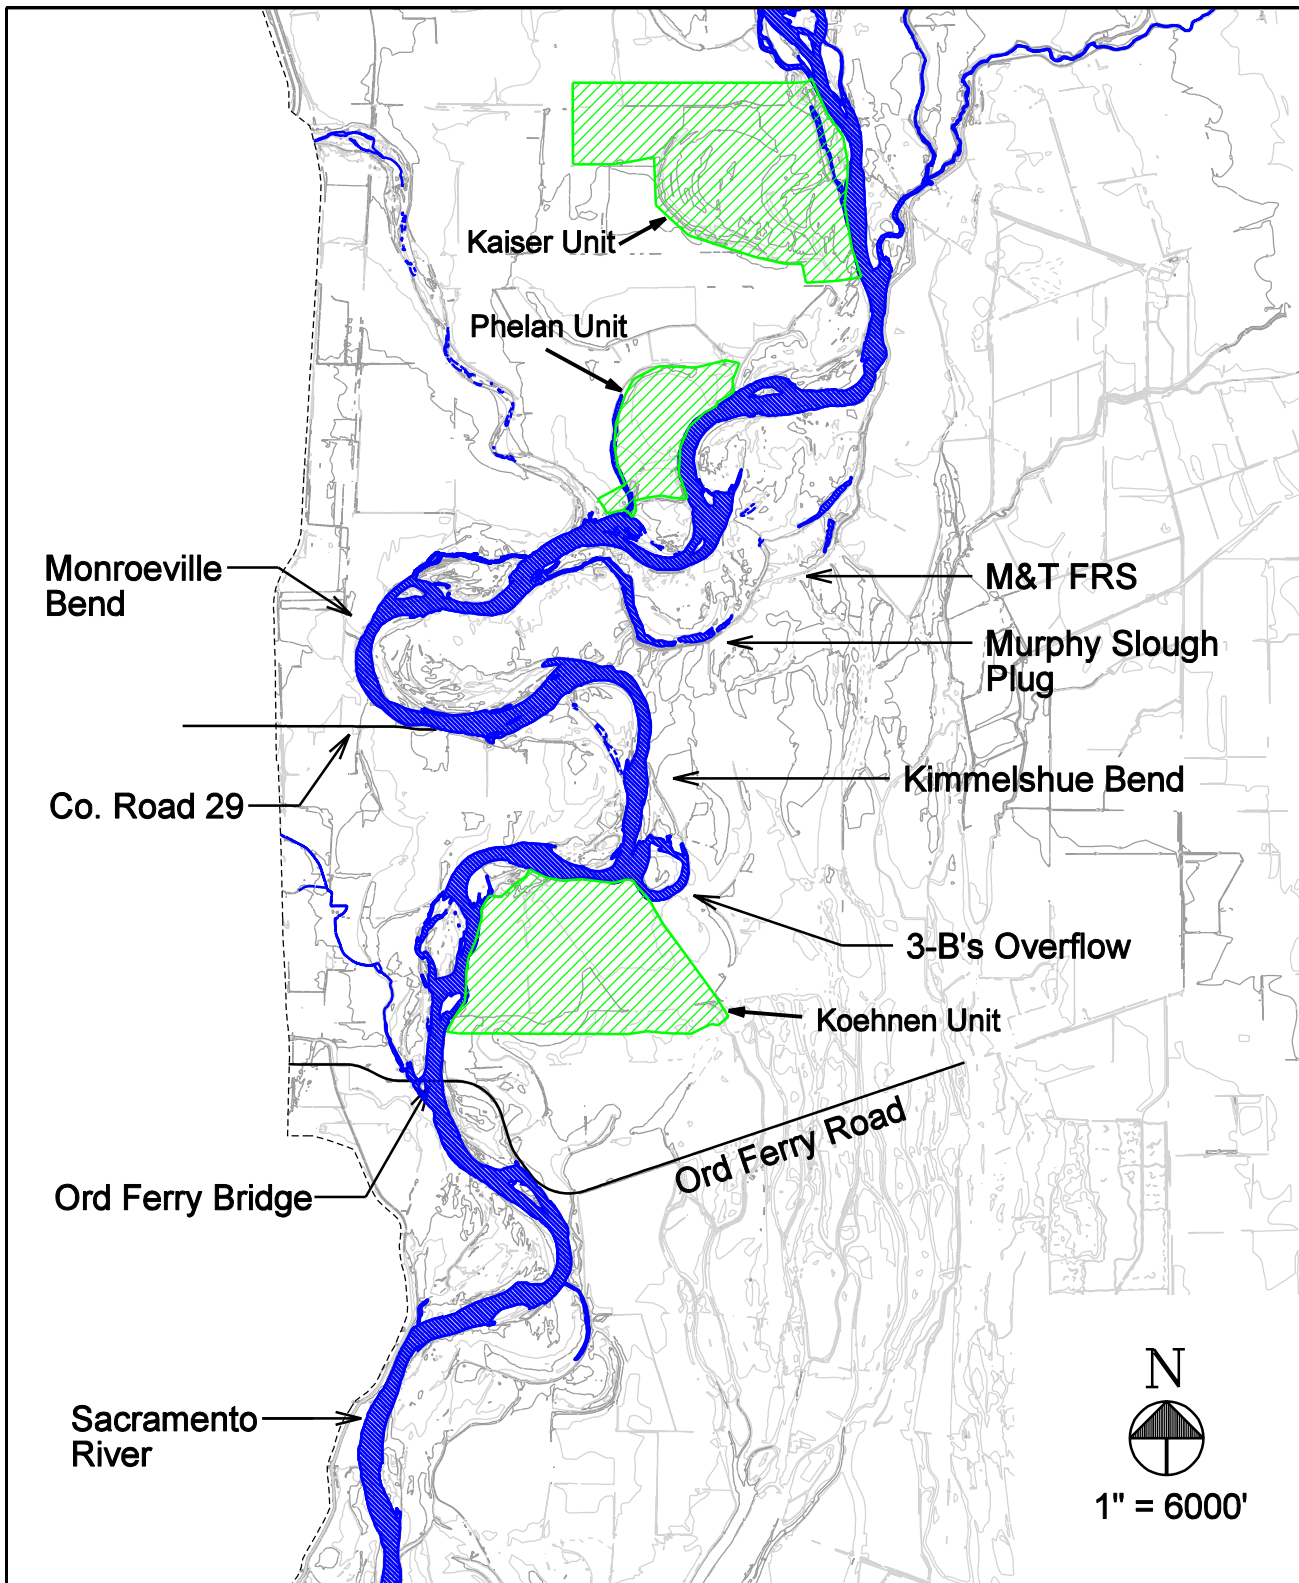 Kaiser Unit
Phelan Unit
Monroeville
Bend
M&T FRS
Murphy Slough
Plug
Co. Road 29
Kimmelshue Bend
3-B's Overflow
Koehnen Unit
Ord Ferry Road
Ord Ferry Bridge
Sacramento
River
N
1" = 6000'